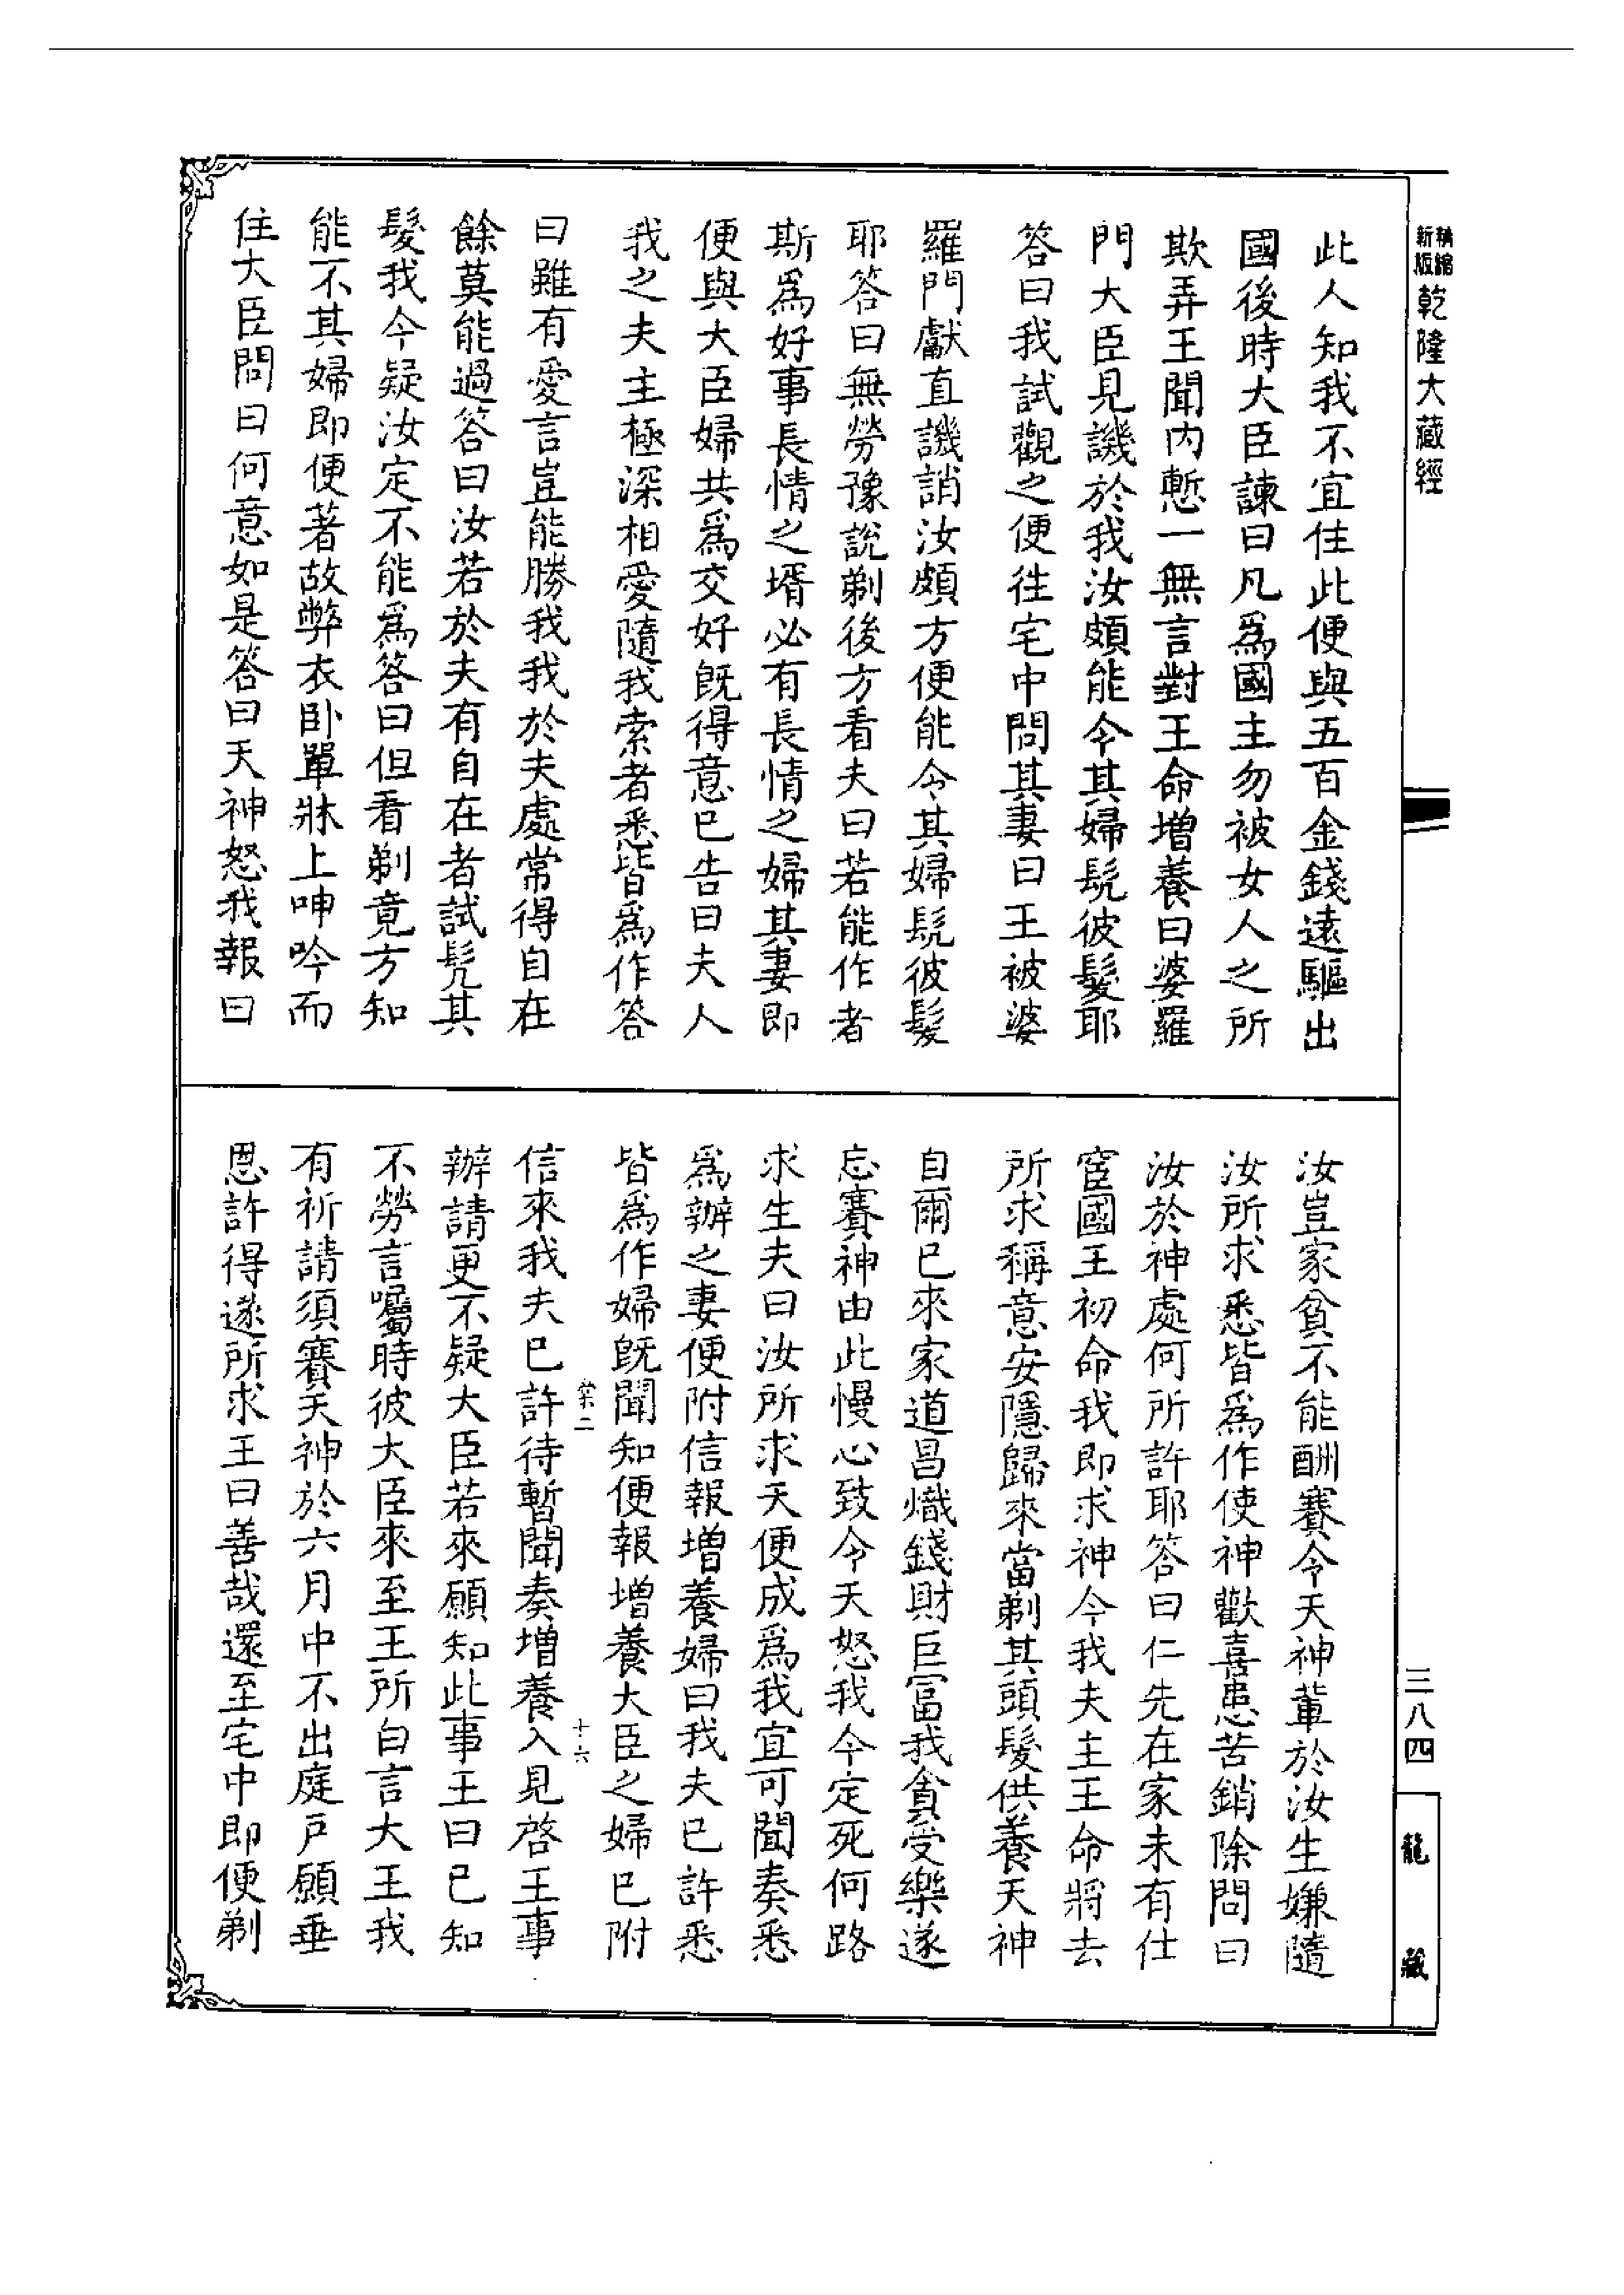 精縮新版乾隆大藏經
此人知我不宜住此便與五百金錢遠驅出
國後時大臣諫曰凡爲國主勿被女人之所
欺弄王聞内慙一無言對王命增養曰婆羅
門大臣見譏於我汝頗能令其婦髡彼髮耶
答曰我試觀之便往宅中問其妻曰王被婆
羅門獻直譏誚汝頗方便能令其婦髡彼髮
耶答曰無勞豫說剃後方看夫曰若能作者
斯爲好事長情之壻必有長情之婦其妻即
便與大臣婦共爲交好既得意已告曰夫人
我之夫主極深相愛隨我索者悉皆爲作答
曰雖有愛言豈能勝我我於夫處常得自在
餘莫能過答曰汝若於夫有自在者試髡其
髮我今疑汝定不能爲答曰但看剃竟方知
能不其婦即便著故弊衣卧單牀上呻吟而
住大臣問曰何意如是答曰天神怒我報曰
汝豈家貧不能酬賽令天神輩於汝生嫌隨
汝所求悉皆爲作使神歡喜患苦銷除問曰
汝於神處何所許耶答曰仁先在家未有仕
宦國王初命我即求神今我夫主王命將去
所求稱意安隱歸來當剃其頭髮供養天神
自爾已來家道昌熾錢財巨富我貪受樂遂
忘賽神由此慢心致令天怒我今定死何路
求生夫曰汝所求天便成爲我宜可聞奏悉
爲辦之妻便附信報增養婦曰我夫已許悉
皆爲作婦既聞知便報增養大臣之婦已附
信來我夫已許待暫聞奏增養入見啓王事
辦請更不疑大臣若來願知此事王曰已知
不勞言囑時彼大臣來至王所白言大王我
有祈請須賽天神於六月中不出庭戸願垂
恩許得遂所求王曰善哉還至宅中即便剃
二
十六
三八四
龍藏